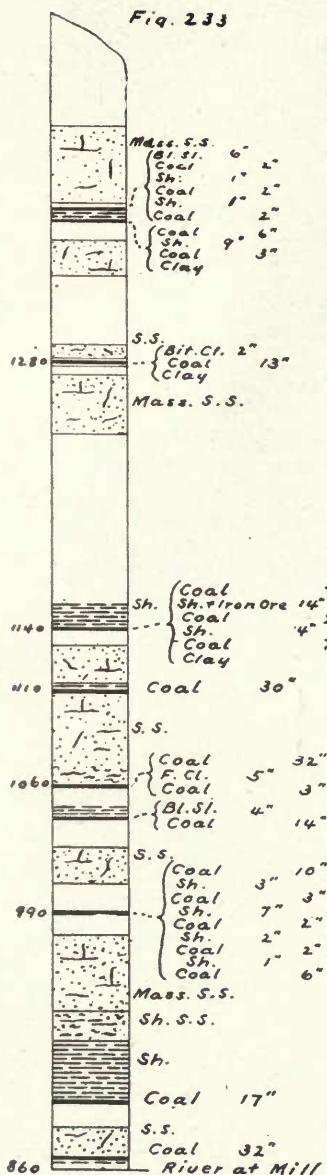 Fig. 233
Mass. S.S.
Bl. Sl. 6"
Coal 2"
Sh. 1"
Coal 2"
Sh. 1"
Coal 2"
Coal 6"
Sh. 9"
Coal 3"
Clay
S.S.
Bit. Cl. 2"
1280 Coal 13"
Clay
Mass. S.S.
Coal
Sh. Sh. + Iron Ore 14"
Coal
1140 Sh. 4"
Coal
Clay
1110 Coal 30"
S.S.
Coal 32"
1060 F. Cl. 5"
Coal 3"
Bl. Sl. 4"
Coal 14"
S.S.
Coal 10"
Sh. 3"
Coal 3"
990 Sh. 7"
Coal 2"
Sh. 2"
Coal 2"
Sh. 1"
Coal 6"
Mass. S.S.
Sh. S.S.
Sh.
Coal 17"
S.S.
Coal 32"
860 River at Mill